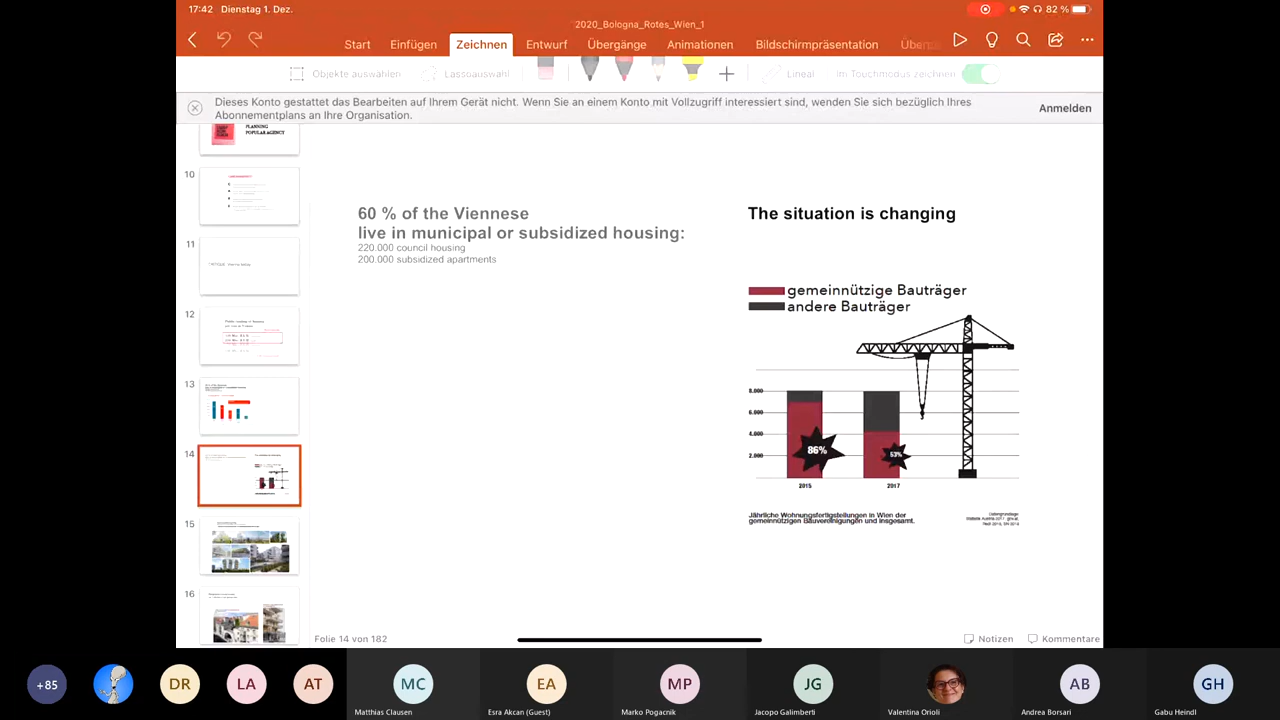 17:42 Dienstag 1. Dez.
82 %
2020_Bologna_Rotes_Wien_1
Start Einfügen Zeichnen Entwurf Übergänge Animationen Bildschirmpräsentation
Objekte auswählen Lassoauswahl Lineal Im Touchmodus zeichnen
Dieses Konto gestattet das Bearbeiten auf Ihrem Gerät nicht. Wenn Sie an einem Konto mit Vollzugriff interessiert sind, wenden Sie sich bezüglich Ihres
Abonnementplans an Ihre Organisation.
Anmelden
PLANNING
POPULAR AGENCY
10
11
12
13
14
15
16
60 % of the Viennese
live in municipal or subsidized housing:
220.000 council housing
200.000 subsidized apartments
The situation is changing
gemeinnützige Bauträger
andere Bauträger
8.000
6.000
4.000
2.000
86%
53%
2015
2017
Jährliche Wohnungsfertigstellungen in Wien der
gemeinnützigen Bauvereinigungen und insgesamt.
Folie 14 von 182
Notizen
Kommentare
+85
DR
LA
AT
MC
EA
MP
JG
AB
GH
Matthias Clausen
Esra Akcan (Guest)
Marko Pogacnik
Jacopo Galimberti
Valentina Orioli
Andrea Borsari
Gabu Heindl